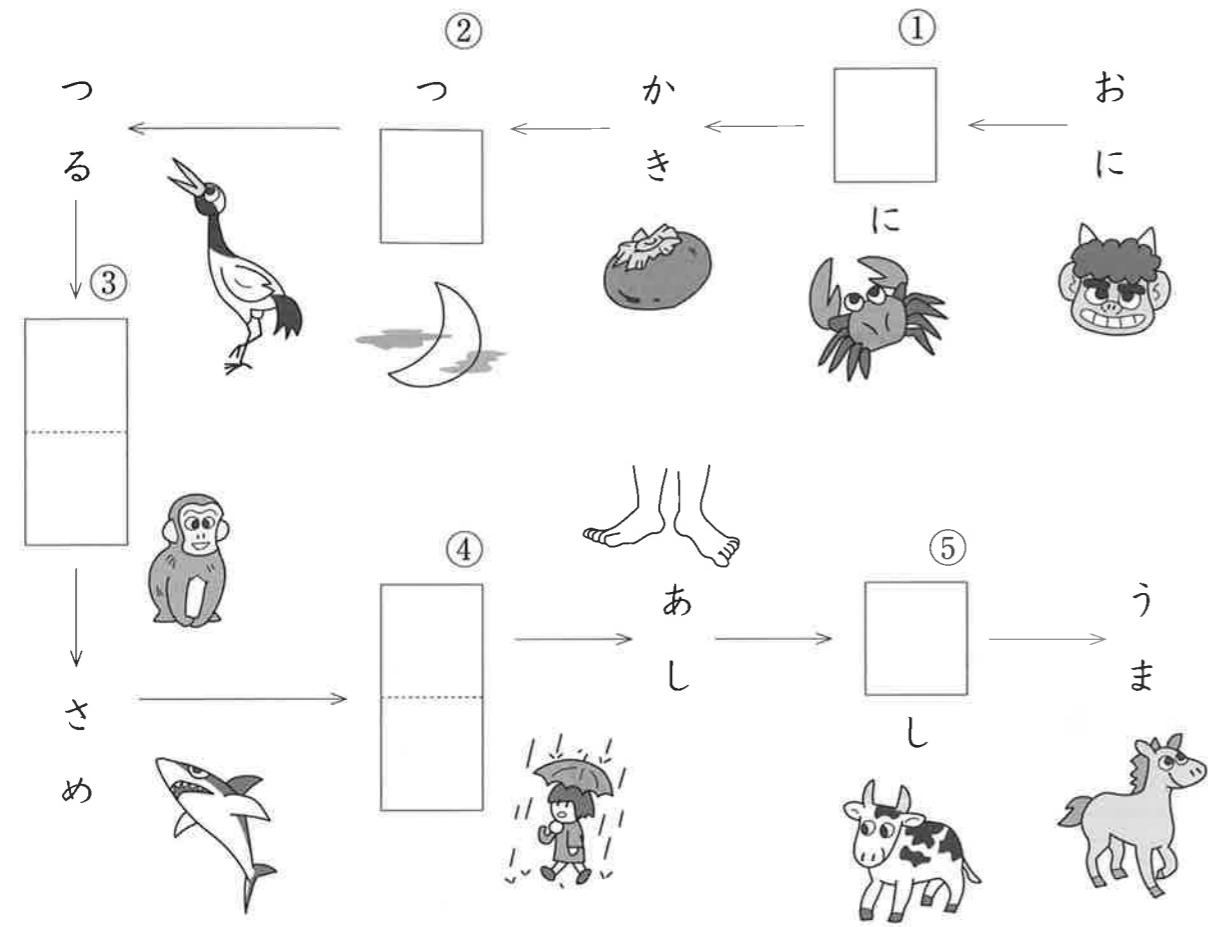 おに
①
に
かき
②
つ
つる
③
さめ
④
あし
⑤
し
うま